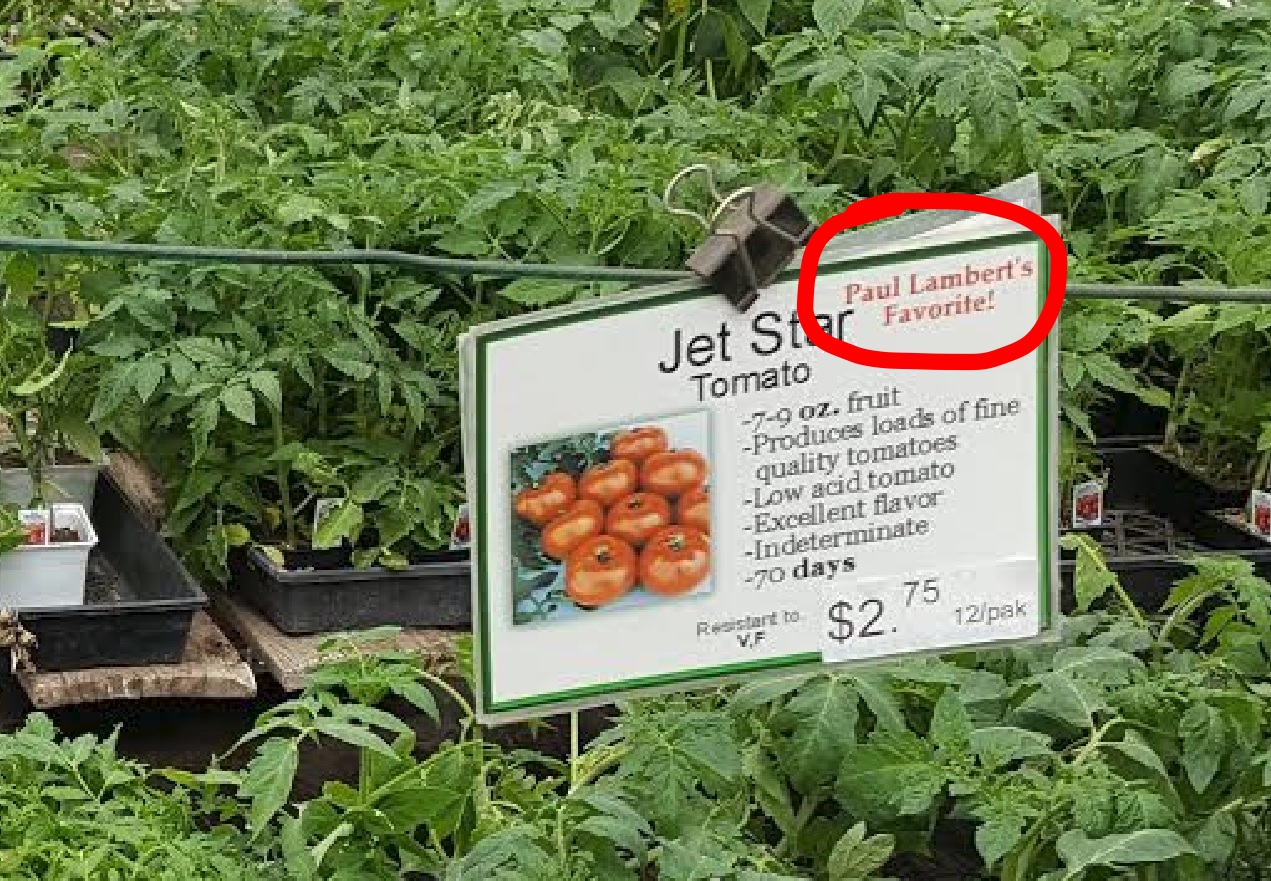 Paul Lambert's
Favorite!
Jet Star
Tomato
-7-9 oz. fruit
-Produces loads of fine
quality tomatoes
-Low acid tomato
-Excellent flavor
-Indeterminate
-70 days
Resistant to
V,F
$2.75
12/pak